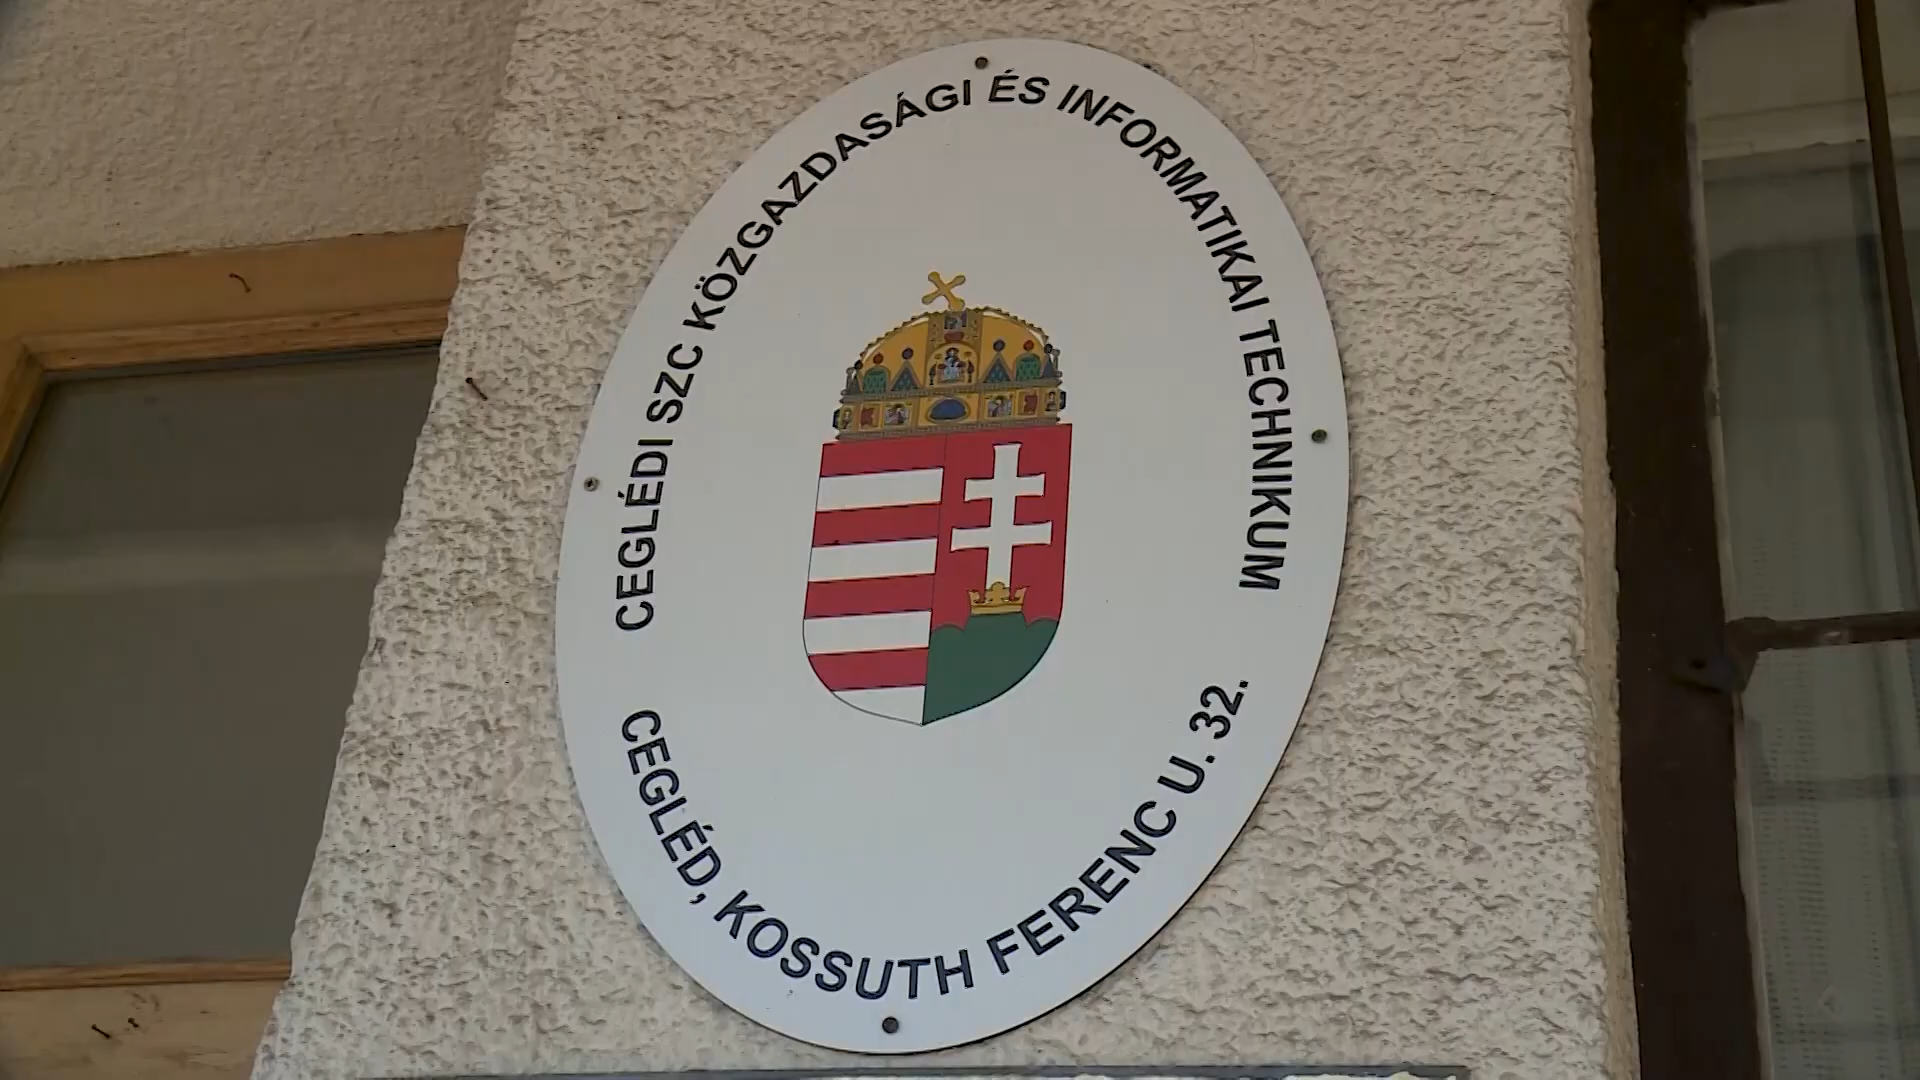 CEGLÉDI SZC KÖZGAZDASÁGI ÉS INFORMATIKAI TECHNIKUM
CEGLÉD, KOSSUTH FERENC U. 32.